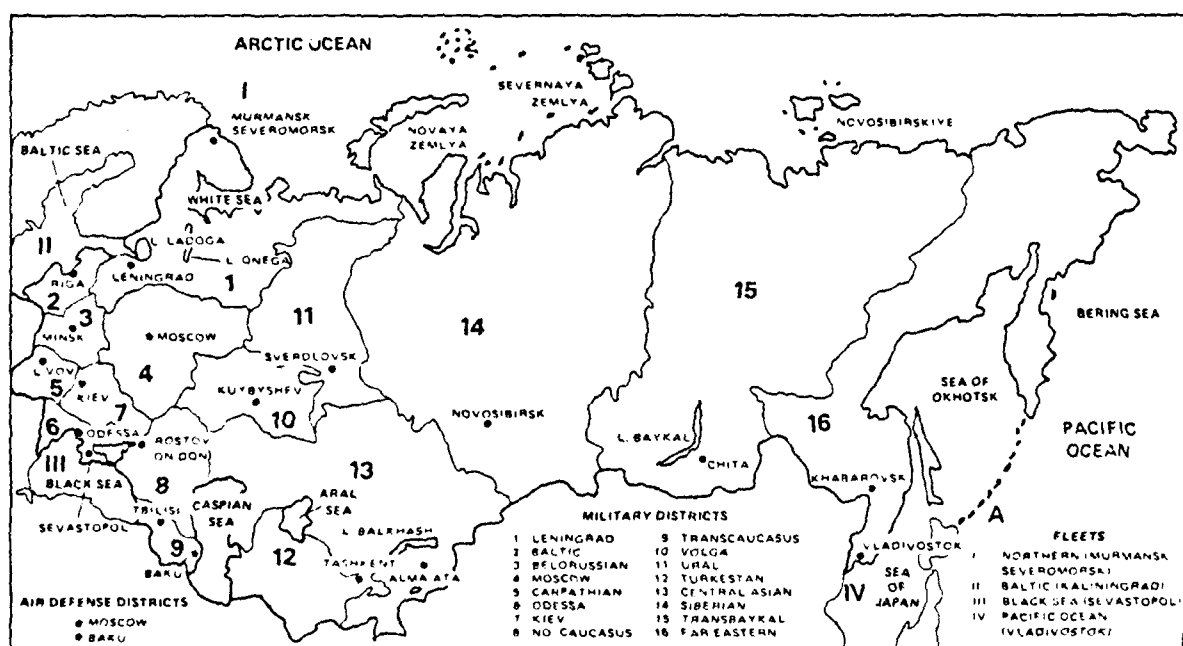 ARCTIC OCEAN
I
MURMANSK
SEVEROMORSK
SEVERNAYA
ZEMLYA
NOVAYA
ZEMLYA
NOVOSIBIRSKIYE
BALTIC SEA
WHITE SEA
II
L. LADOGA
L. ONEGA
RIGA
LENINGRAD
1
2
3
MINSK
MOSCOW
11
14
15
BERING SEA
L'VOV
5
KIEV
4
SVERDLOVSK
KUYBYSHEV
10
7
6
ODESSA
ROSTOV
ON DON
NOVOSIBIRSK
SEA OF
OKHOTSK
16
PACIFIC
OCEAN
III
BLACK SEA
8
13
L. BAYKAL
CHITA
KHABAROVSK
SEVASTOPOL
TBILISI
CASPIAN
SEA
ARAL
SEA
L. BALKHASH
9
BAKU
12
TASHKENT
ALMA ATA
A
VLADIVOSTOK
IV
SEA
OF
JAPAN
AIR DEFENSE DISTRICTS
MOSCOW
BAKU
MILITARY DISTRICTS
1 LENINGRAD
2 BALTIC
3 BELORUSSIAN
4 MOSCOW
5 CARPATHIAN
6 ODESSA
7 KIEV
8 NO CAUCASUS
9 TRANSCAUCASUS
10 VOLGA
11 URAL
12 TURKESTAN
13 CENTRAL ASIAN
14 SIBERIAN
15 TRANSBAYKAL
16 FAR EASTERN
FLEETS
I NORTHERN (MURMANSK
SEVEROMORSK)
II BALTIC (KALININGRAD)
III BLACK SEA (SEVASTOPOL)
IV PACIFIC OCEAN
(VLADIVOSTOK)